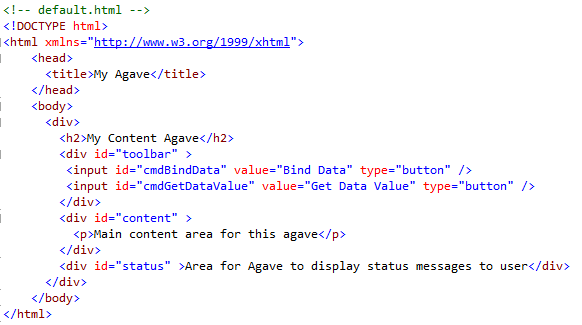 <!-- default.html -->
<!DOCTYPE html>
<html xmlns="http://www.w3.org/1999/xhtml">
    <head>
      <title>My Agave</title>
    </head>
    <body>
      <div>
        <h2>My Content Agave</h2>
        <div id="toolbar" >
         <input id="cmdBindData" value="Bind Data" type="button" />
         <input id="cmdGetDataValue" value="Get Data Value" type="button" />
        </div>
        <div id="content" >
          <p>Main content area for this agave</p>
        </div>
        <div id="status" >Area for Agave to display status messages to user</div>
      </div>
    </body>
</html>